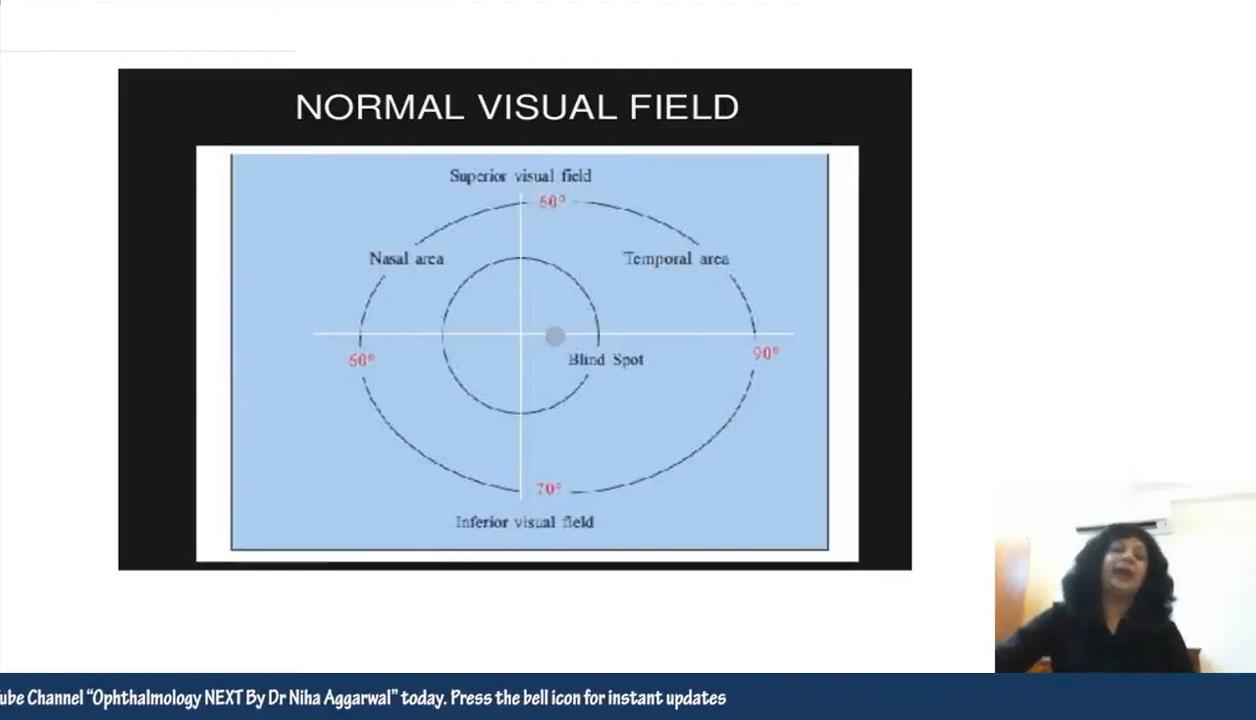 NORMAL VISUAL FIELD
Superior visual field
60°
Nasal area
Temporal area
60°
90°
Blind Spot
70°
Inferior visual field
Tube Channel “Ophthalmology NEXT By Dr Niha Aggarwal” today. Press the bell icon for instant updates